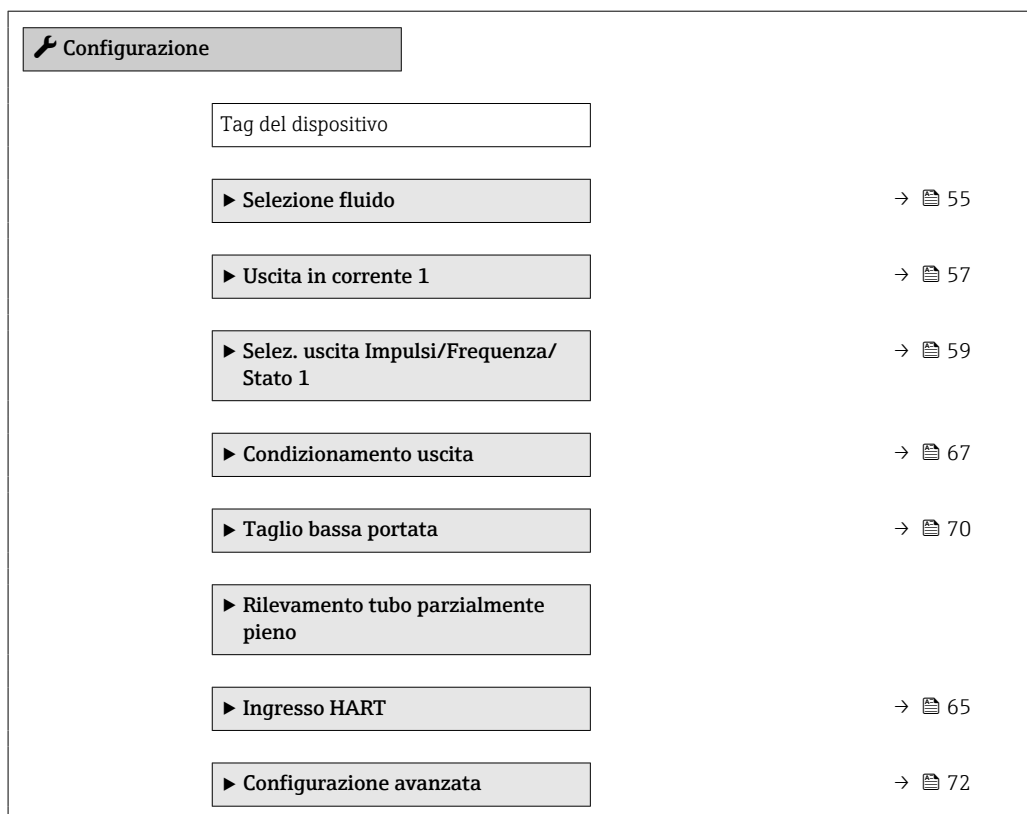 Configurazione
Tag del dispositivo
▶ Selezione fluido → 55
▶ Uscita in corrente 1 → 57
▶ Selez. uscita Impulsi/Frequenza/ → 59
Stato 1
▶ Condizionamento uscita → 67
▶ Taglio bassa portata → 70
▶ Rilevamento tubo parzialmente
pieno
▶ Ingresso HART → 65
▶ Configurazione avanzata → 72